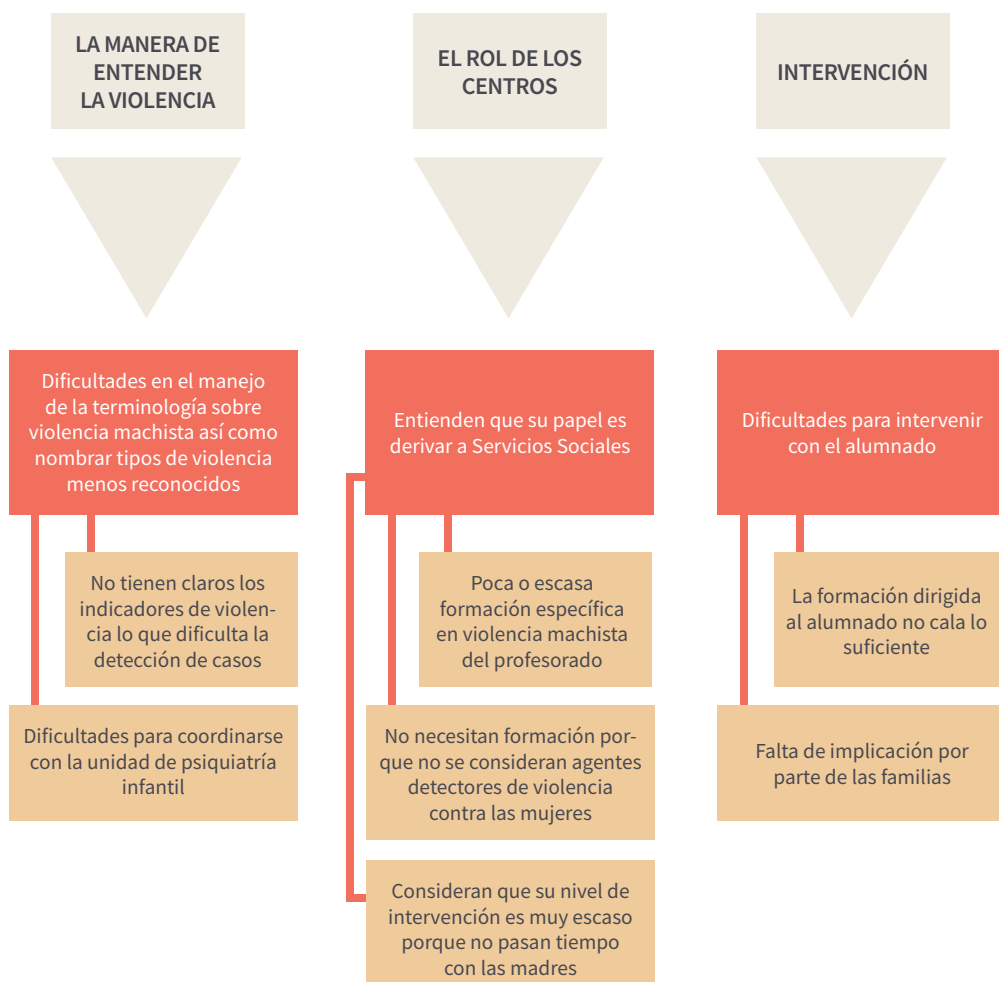 LA MANERA DE
ENTENDER
LA VIOLENCIA
EL ROL DE LOS
CENTROS
INTERVENCIÓN
Dificultades en el manejo
de la terminología sobre
violencia machista así como
nombrar tipos de violencia
menos reconocidos
No tienen claros los
indicadores de violen-
cia lo que dificulta la
detección de casos
Dificultades para coordinarse
con la unidad de psiquiatría
infantil
Entienden que su papel es
derivar a Servicios Sociales
Poca o escasa
formación específica
en violencia machista
del profesorado
No necesitan formación por-
que no se consideran agentes
detectores de violencia
contra las mujeres
Consideran que su nivel de
intervención es muy escaso
porque no pasan tiempo
con las madres
Dificultades para intervenir
con el alumnado
La formación dirigida
al alumnado no cala lo
suficiente
Falta de implicación por
parte de las familias